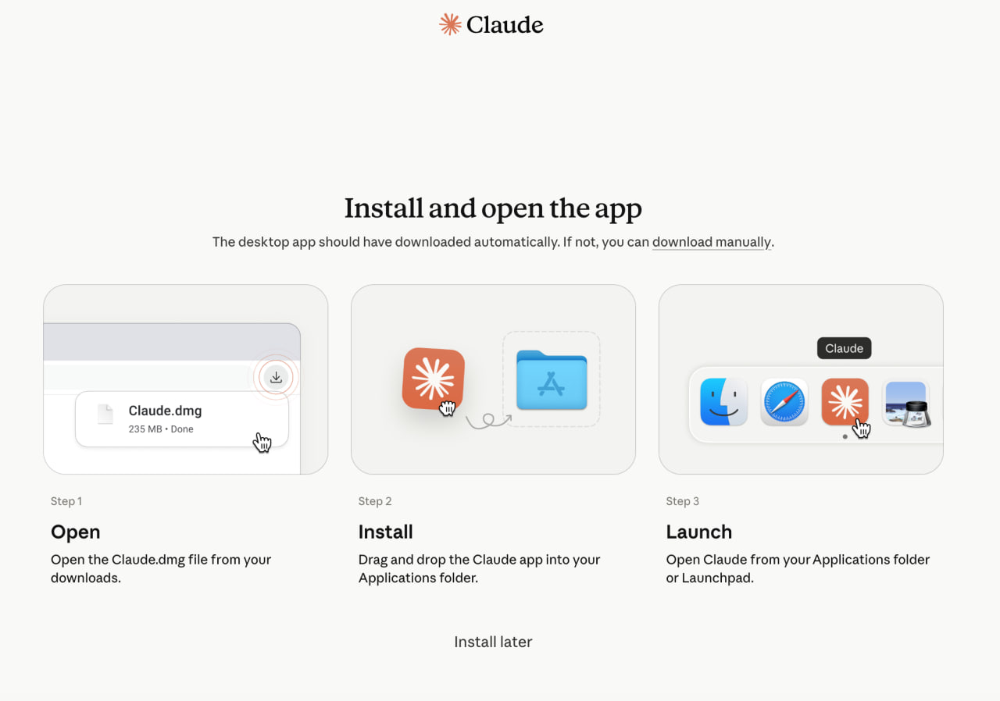 Claude
Install and open the app
The desktop app should have downloaded automatically. If not, you can download manually.
Claude.dmg
235 MB • Done
Claude
Step 1
Open
Open the Claude.dmg file from your
downloads.
Step 2
Install
Drag and drop the Claude app into your
Applications folder.
Step 3
Launch
Open Claude from your Applications folder
or Launchpad.
Install later